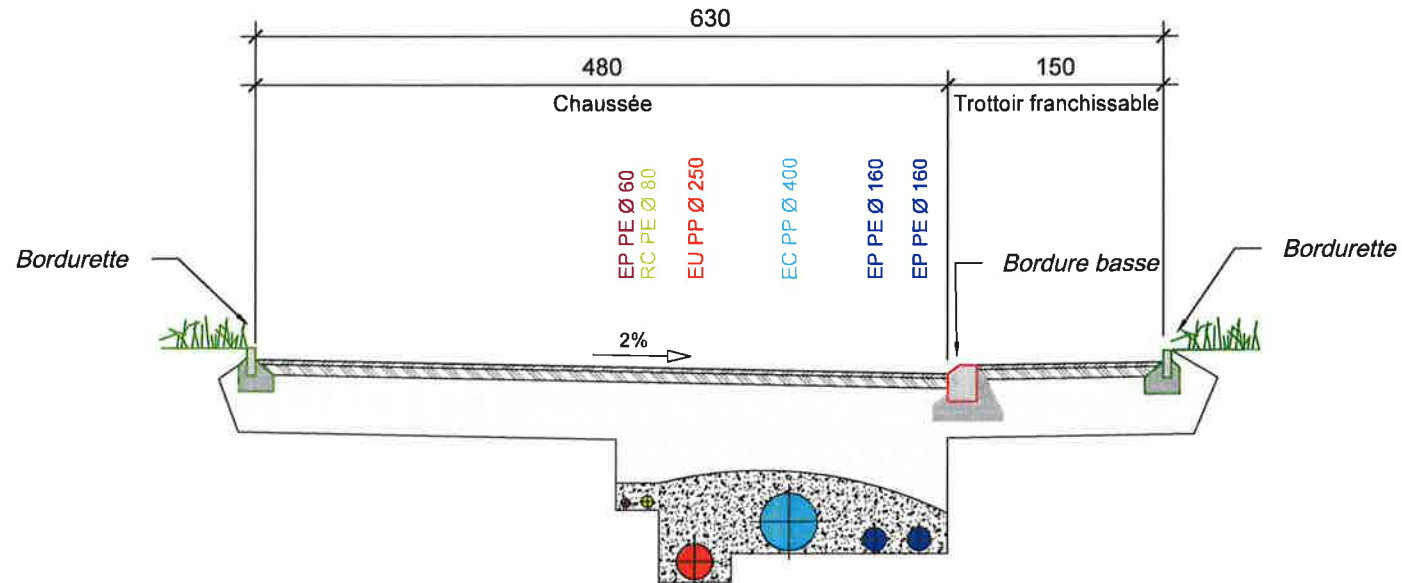 630
480
150
Chaussée
Trottoir franchissable
EP PE Ø 60
RC PE Ø 80
EU PP Ø 250
EC PP Ø 400
EP PE Ø 160
EP PE Ø 160
Bordurette
Bordure basse
Bordurette
2%